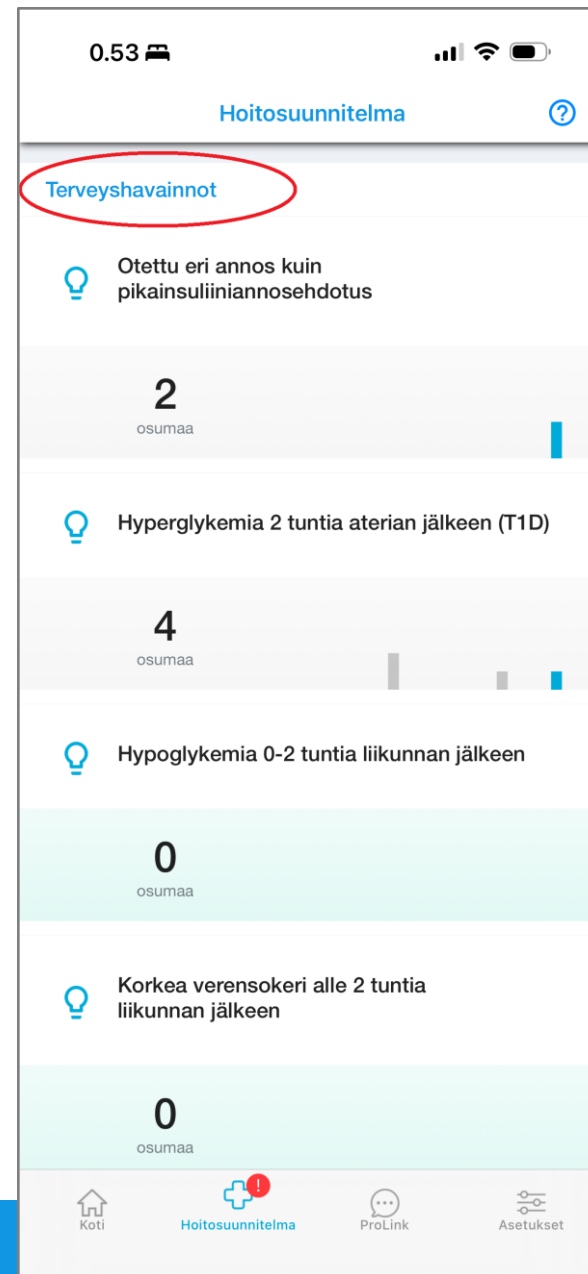 0.53
Hoitosuunnitelma
Terveyshavainnot
Otettu eri annos kuin
pikainsuliiniannosehdotus
2
osumaa
Hyperglykemia 2 tuntia aterian jälkeen (T1D)
4
osumaa
Hypoglykemia 0-2 tuntia liikunnan jälkeen
0
osumaa
Korkea verensokeri alle 2 tuntia
liikunnan jälkeen
0
osumaa
Koti Hoitosuunnitelma ProLink Asetukset